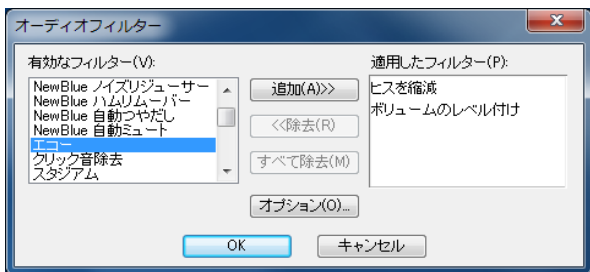 オーディオフィルター
有効なフィルター(V):
NewBlue ノイズリジューサー
NewBlue ハムリムーバー
NewBlue 自動つやだし
NewBlue 自動ミュート
エコー
クリック音除去
スタジアム
追加(A)>>
<<除去(R)
すべて除去(M)
オプション(O)...
適用したフィルター(P):
ヒスを縮減
ボリュームのレベル付け
OK
キャンセル